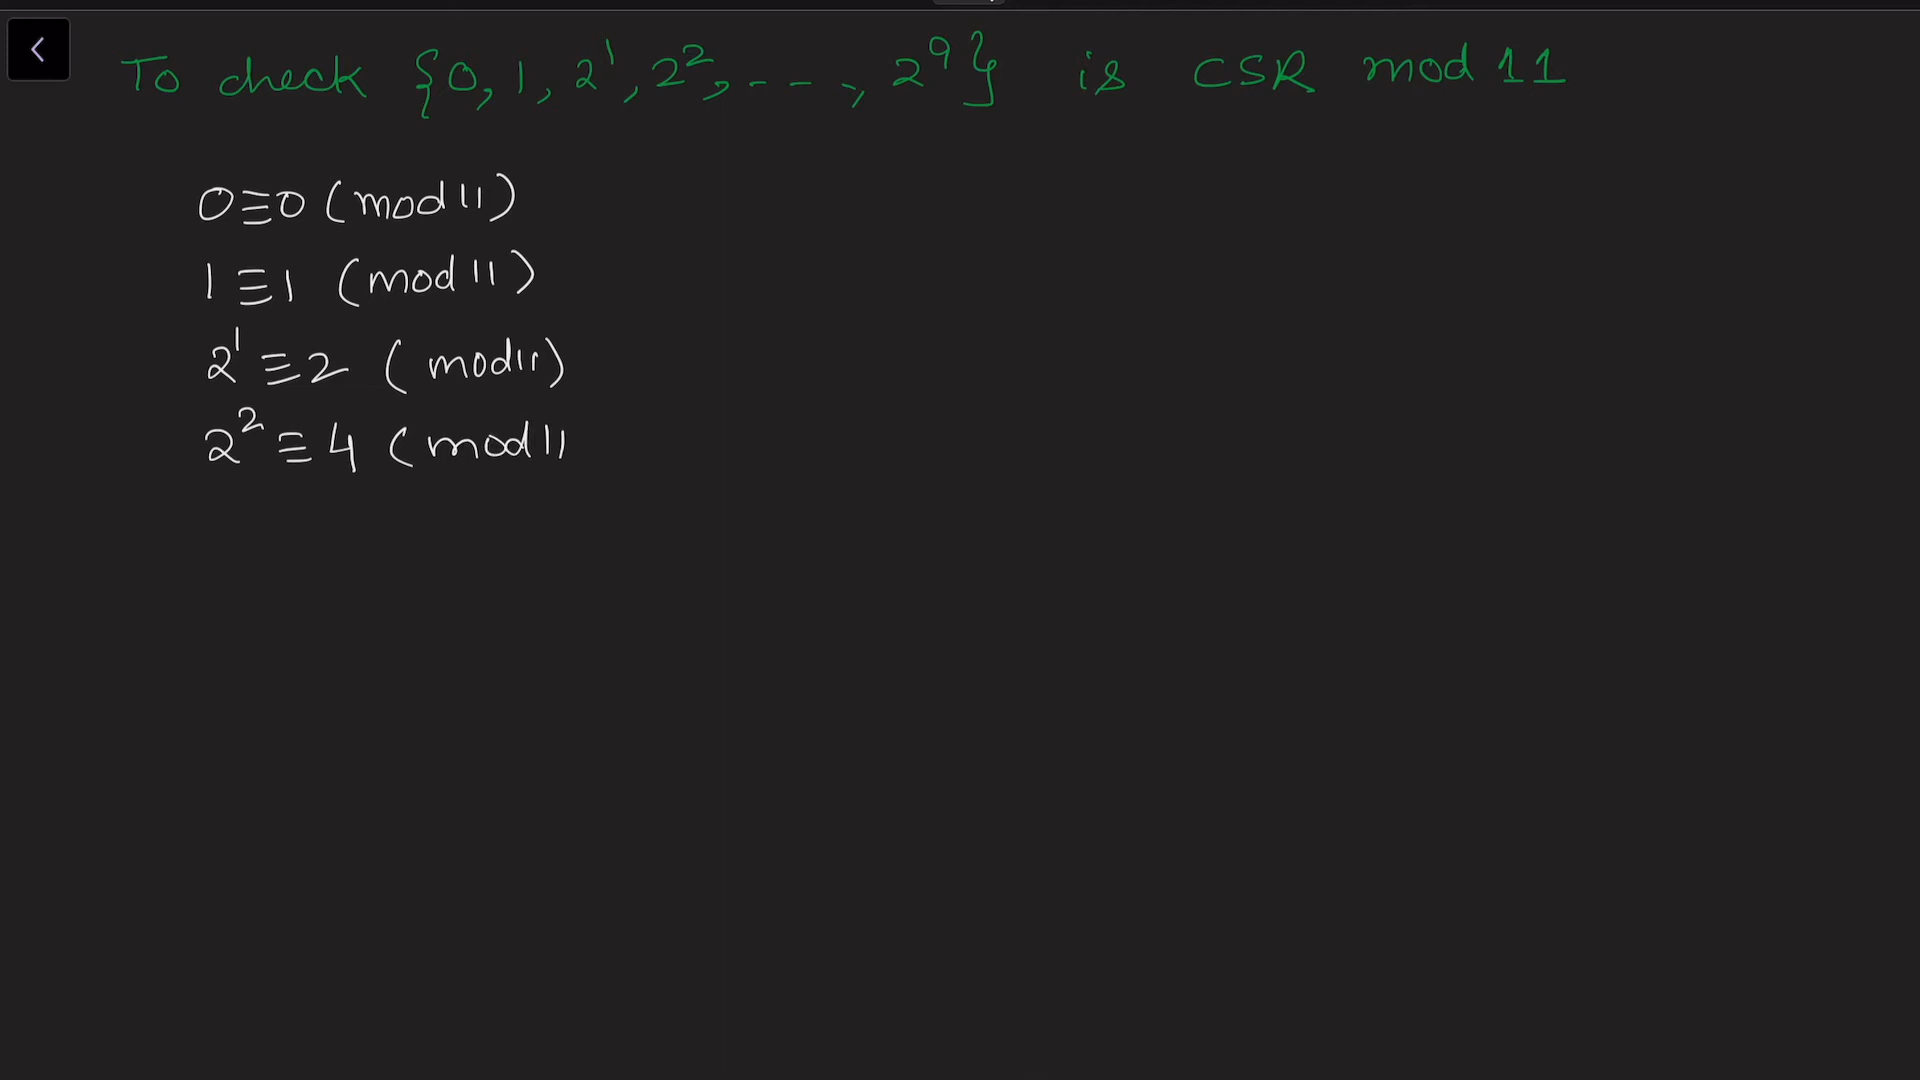 To check {0, 1, 2¹, 2², - - -, 2⁹} is CSR mod 11
0≡0 (mod 11)
1≡1 (mod 11)
2¹≡2 (mod 11)
2²≡4 (mod 11